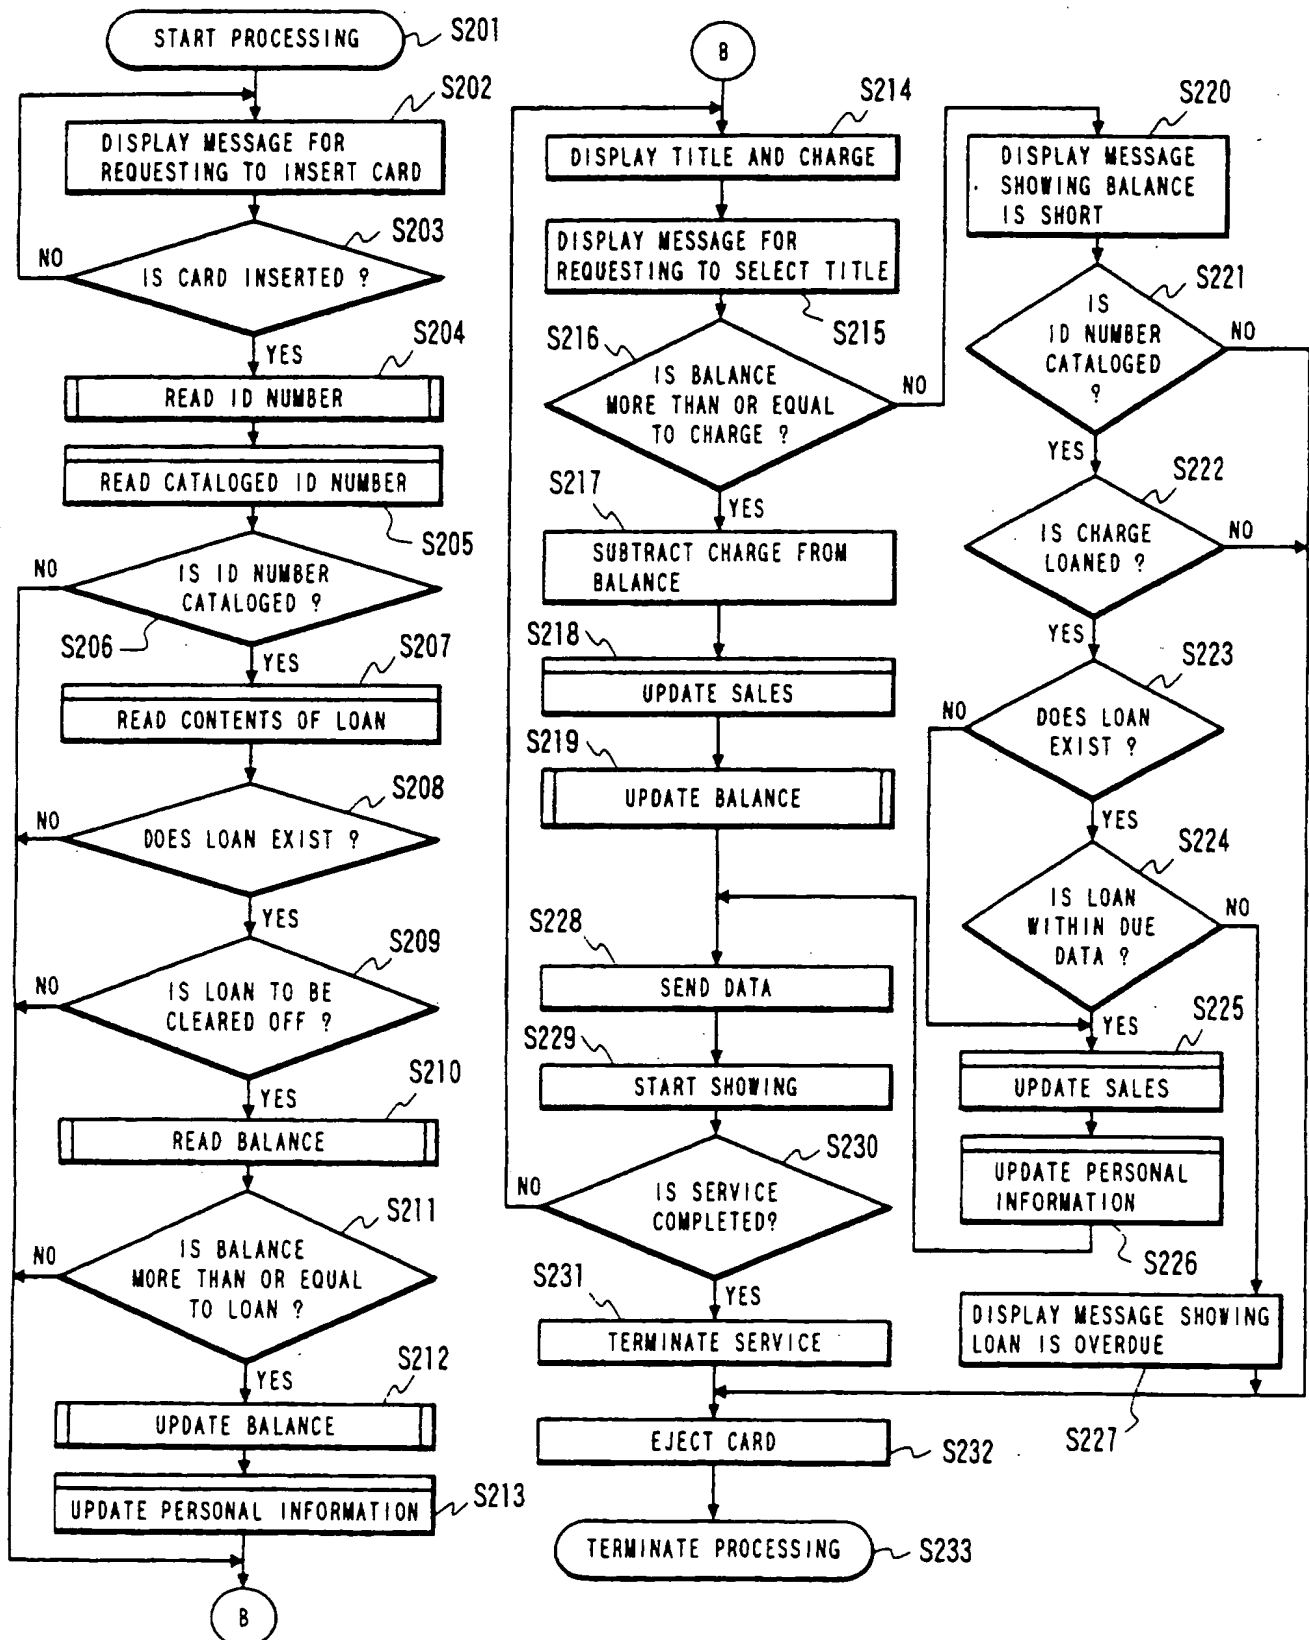 START PROCESSING
S201
S202
DISPLAY MESSAGE FOR
REQUESTING TO INSERT CARD
S203
NO
IS CARD INSERTED ?
YES
S204
READ ID NUMBER
READ CATALOGED ID NUMBER
S205
NO
IS ID NUMBER
CATALOGED ?
S206
YES
S207
READ CONTENTS OF LOAN
S208
NO
DOES LOAN EXIST ?
YES
S209
NO
IS LOAN TO BE
CLEARED OFF ?
YES
S210
READ BALANCE
S211
NO
IS BALANCE
MORE THAN OR EQUAL
TO LOAN ?
YES
S212
UPDATE BALANCE
UPDATE PERSONAL INFORMATION
S213
B
B
S214
DISPLAY TITLE AND CHARGE
DISPLAY MESSAGE FOR
REQUESTING TO SELECT TITLE
S215
S216
IS BALANCE
MORE THAN OR EQUAL
TO CHARGE ?
NO
YES
S217
SUBTRACT CHARGE FROM
BALANCE
S218
UPDATE SALES
S219
UPDATE BALANCE
S228
SEND DATA
S229
START SHOWING
S230
NO
IS SERVICE
COMPLETED?
YES
S231
TERMINATE SERVICE
EJECT CARD
S232
TERMINATE PROCESSING
S233
S220
DISPLAY MESSAGE
SHOWING BALANCE
IS SHORT
S221
IS
ID NUMBER
CATALOGED
?
NO
YES
S222
IS CHARGE
LOANED ?
NO
YES
S223
NO
DOES LOAN
EXIST ?
YES
S224
IS LOAN
WITHIN DUE
DATA ?
NO
YES
S225
UPDATE SALES
UPDATE PERSONAL
INFORMATION
S226
DISPLAY MESSAGE SHOWING
LOAN IS OVERDUE
S227